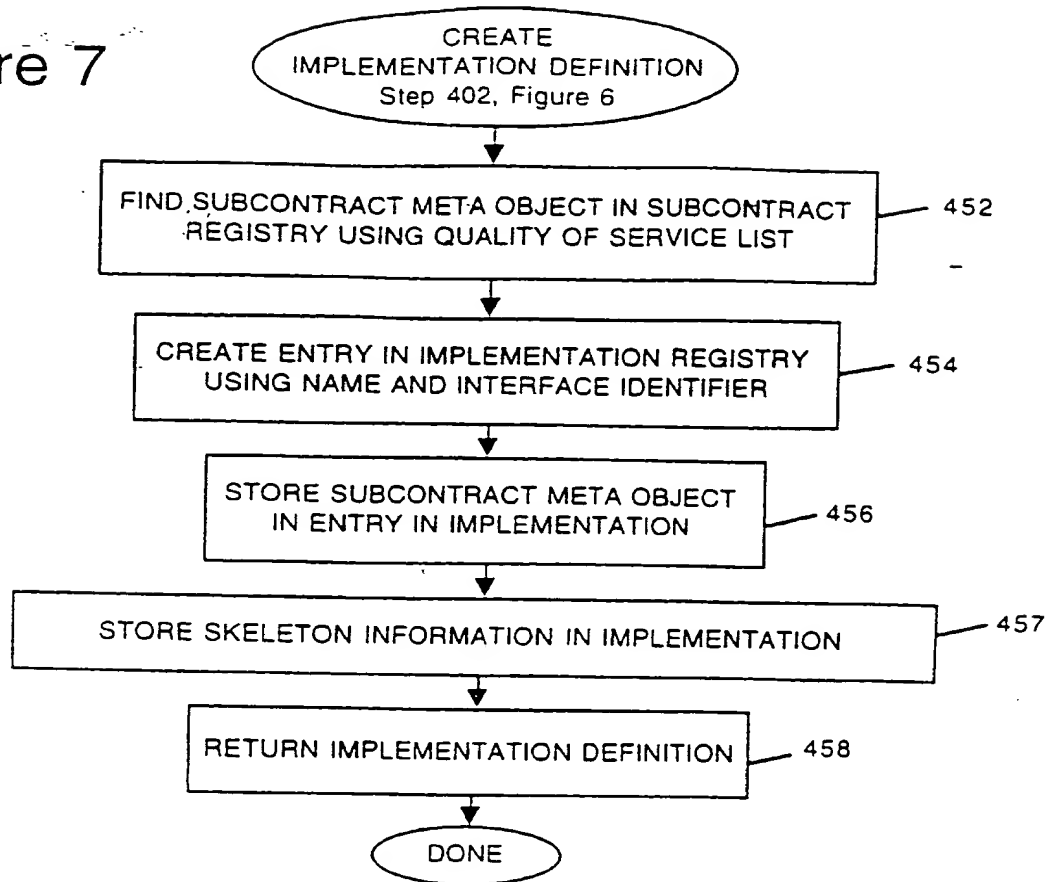 re 7
CREATE
IMPLEMENTATION DEFINITION
Step 402, Figure 6
FIND SUBCONTRACT META OBJECT IN SUBCONTRACT
REGISTRY USING QUALITY OF SERVICE LIST
452
CREATE ENTRY IN IMPLEMENTATION REGISTRY
USING NAME AND INTERFACE IDENTIFIER
454
STORE SUBCONTRACT META OBJECT
IN ENTRY IN IMPLEMENTATION
456
STORE SKELETON INFORMATION IN IMPLEMENTATION
457
RETURN IMPLEMENTATION DEFINITION
458
DONE